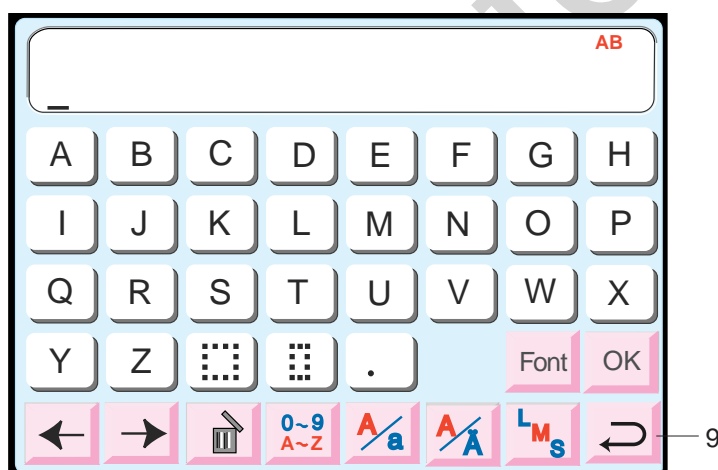 AB
_
A B C D E F G H
I J K L M N O P
Q R S T U V W X
Y Z . Font OK
0~9 A/a A/Ä L M S 9
A~Z